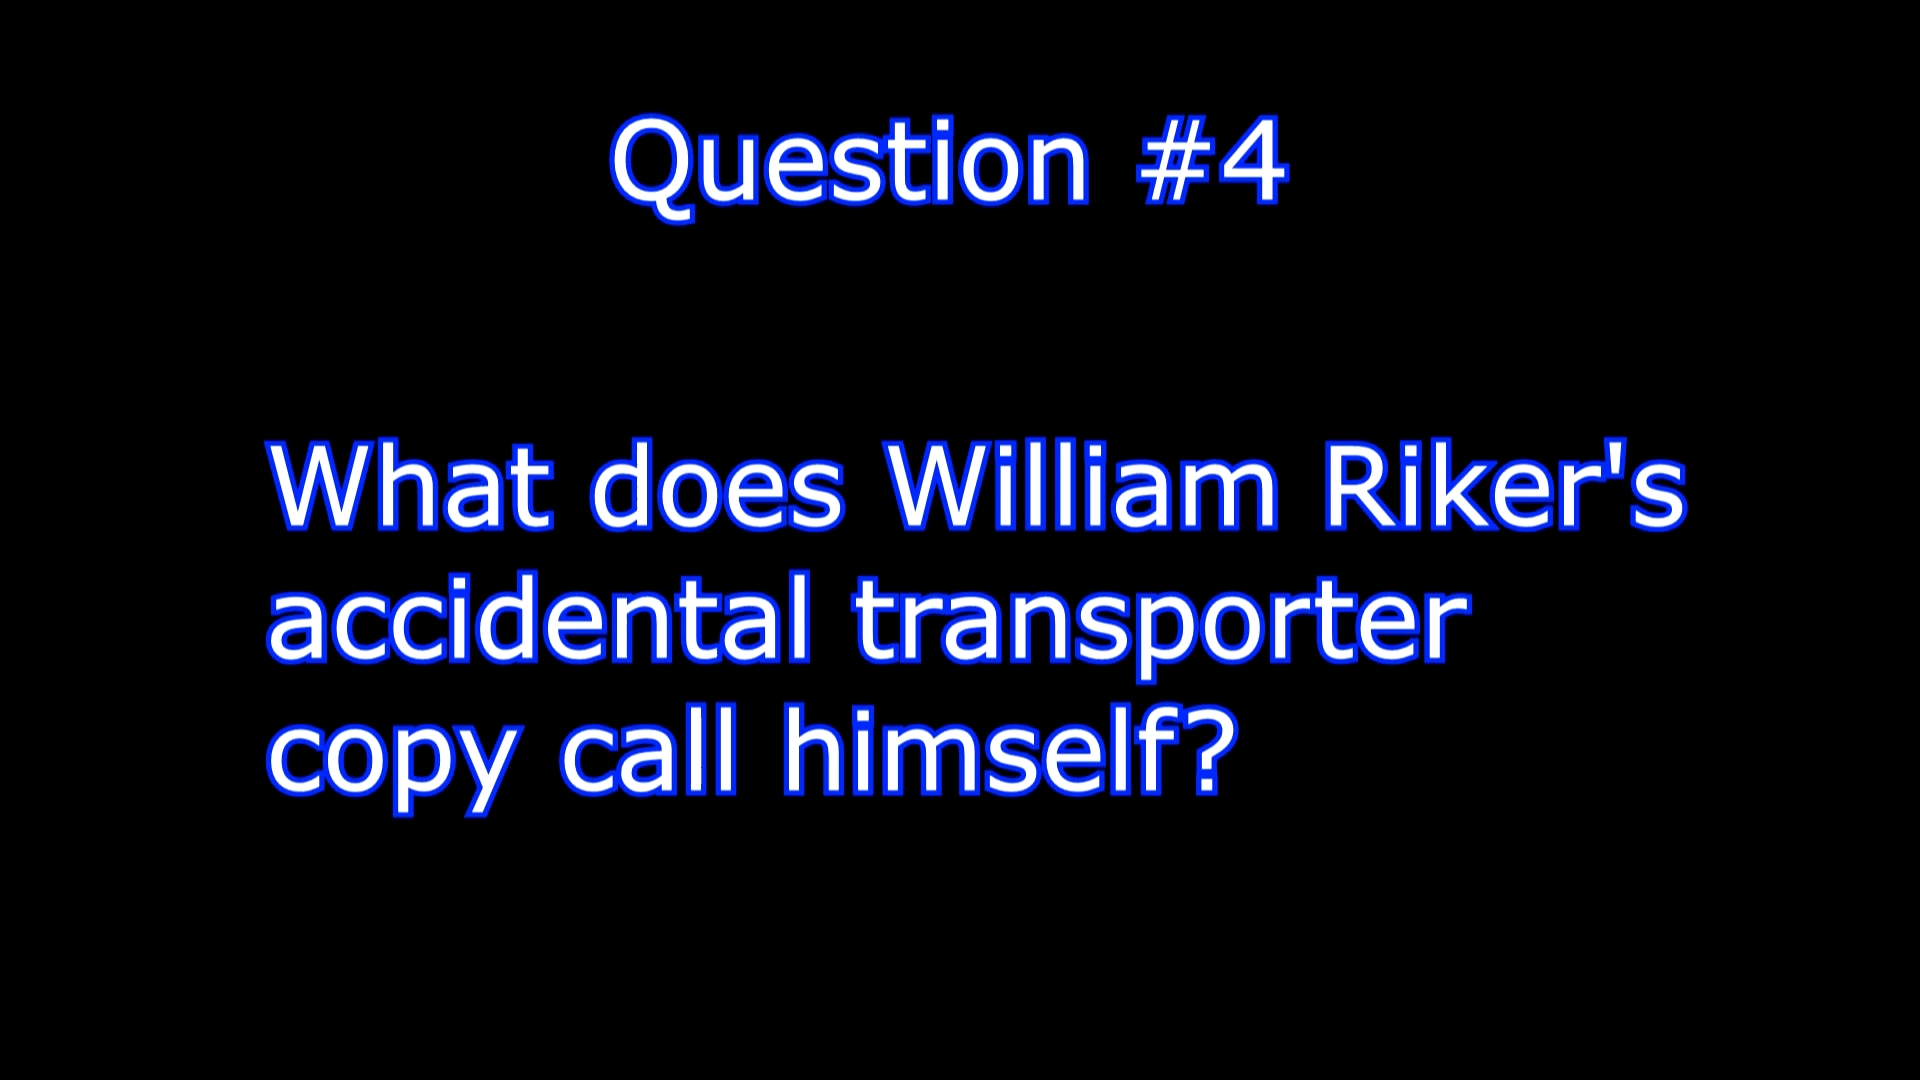 Question #4
What does William Riker's
accidental transporter
copy call himself?